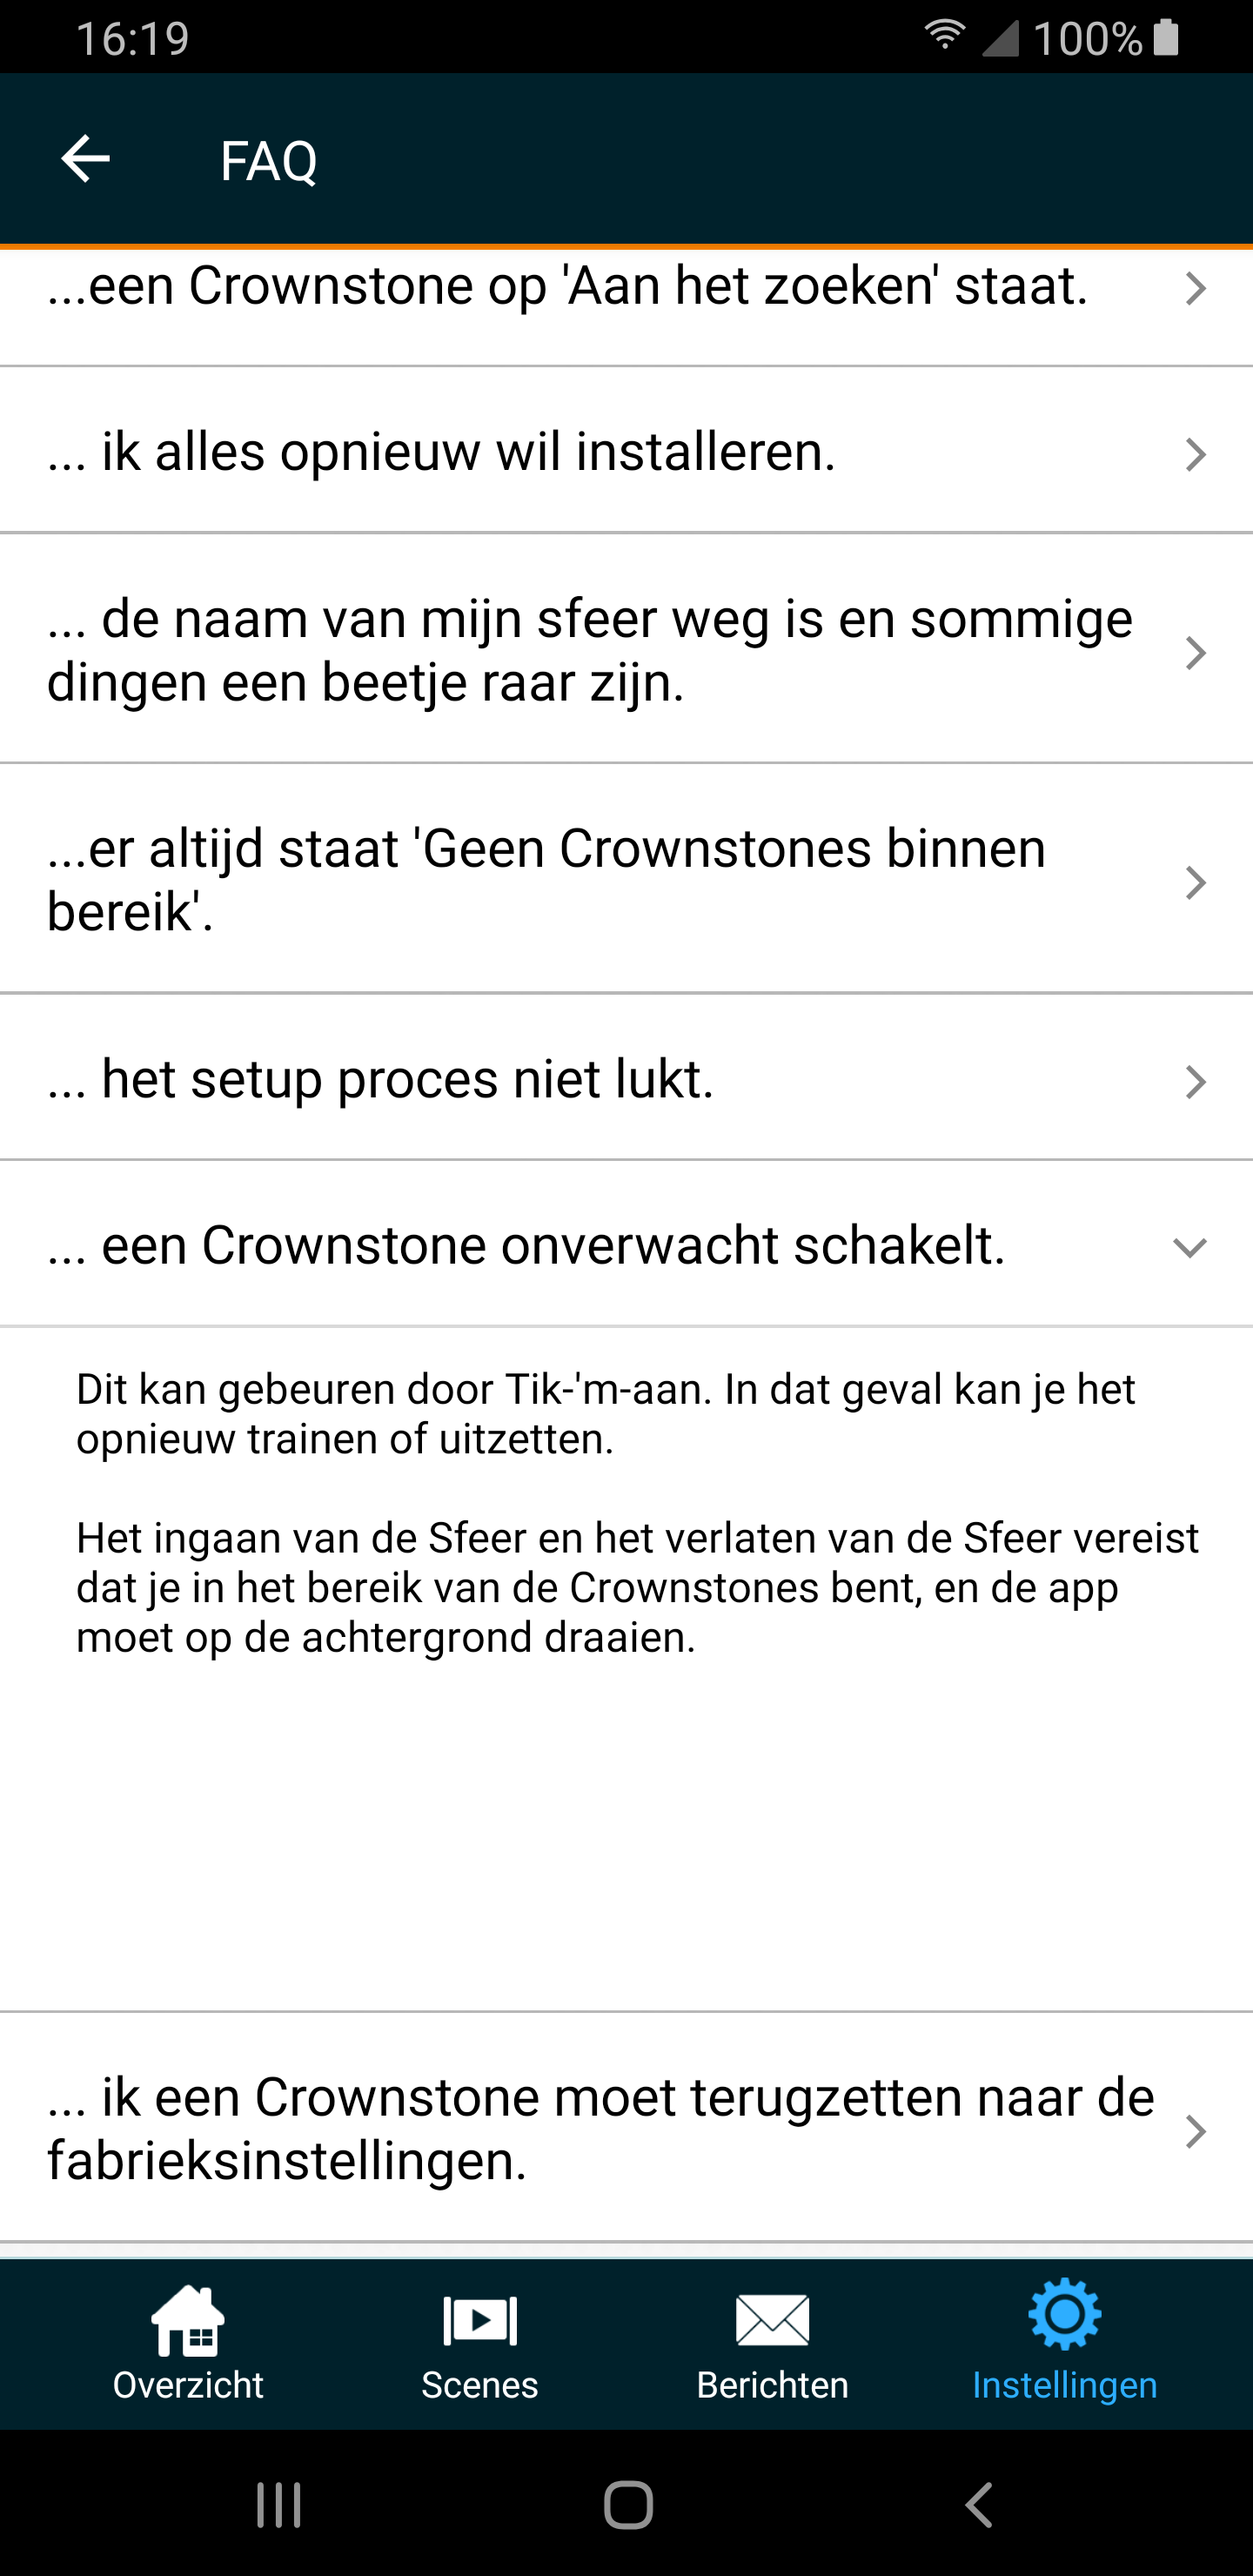 16:19
100%
FAQ
...een Crownstone op 'Aan het zoeken' staat.
... ik alles opnieuw wil installeren.
... de naam van mijn sfeer weg is en sommige
dingen een beetje raar zijn.
...er altijd staat 'Geen Crownstones binnen
bereik'.
... het setup proces niet lukt.
... een Crownstone onverwacht schakelt.
Dit kan gebeuren door Tik-'m-aan. In dat geval kan je het
opnieuw trainen of uitzetten.
Het ingaan van de Sfeer en het verlaten van de Sfeer vereist
dat je in het bereik van de Crownstones bent, en de app
moet op de achtergrond draaien.
... ik een Crownstone moet terugzetten naar de
fabrieksinstellingen.
Overzicht
Scenes
Berichten
Instellingen